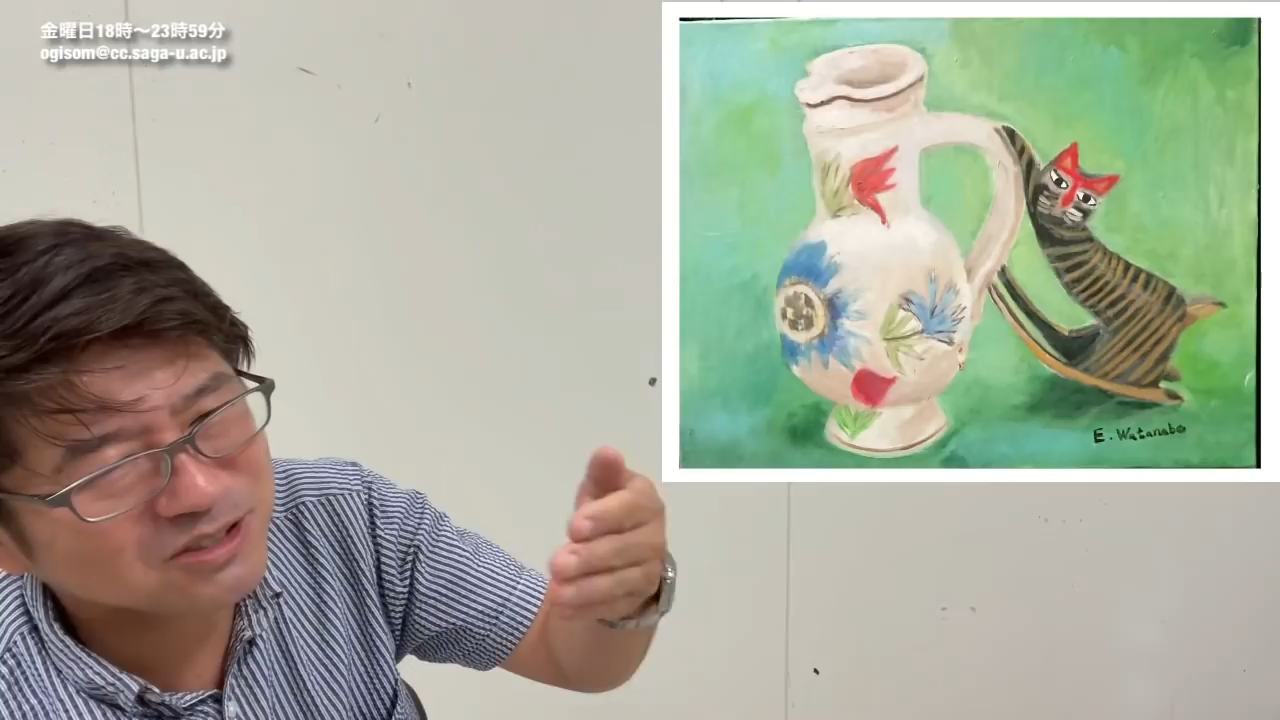 金曜日18時〜23時59分
ogisom@cc.saga-u.ac.jp
E. Watanabe